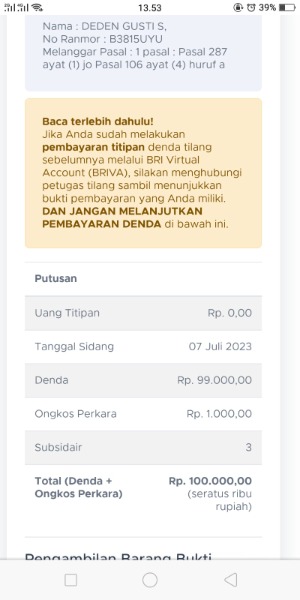 13.53
39%
Nama : DEDEN GUSTI S,
No Ranmor : B3815UYU
Melanggar Pasal : 1 pasal : Pasal 287
ayat (1) jo Pasal 106 ayat (4) huruf a
Baca terlebih dahulu!
Jika Anda sudah melakukan
pembayaran titipan denda tilang
sebelumnya melalui BRI Virtual
Account (BRIVA), silakan menghubungi
petugas tilang sambil menunjukkan
bukti pembayaran yang Anda miliki.
DAN JANGAN MELANJUTKAN
PEMBAYARAN DENDA di bawah ini.
Putusan
Uang Titipan Rp. 0,00
Tanggal Sidang 07 Juli 2023
Denda Rp. 99.000,00
Ongkos Perkara Rp. 1.000,00
Subsidair 3
Total (Denda + Rp. 100.000,00
Ongkos Perkara) (seratus ribu
rupiah)
Pengambilan Barang Bukti